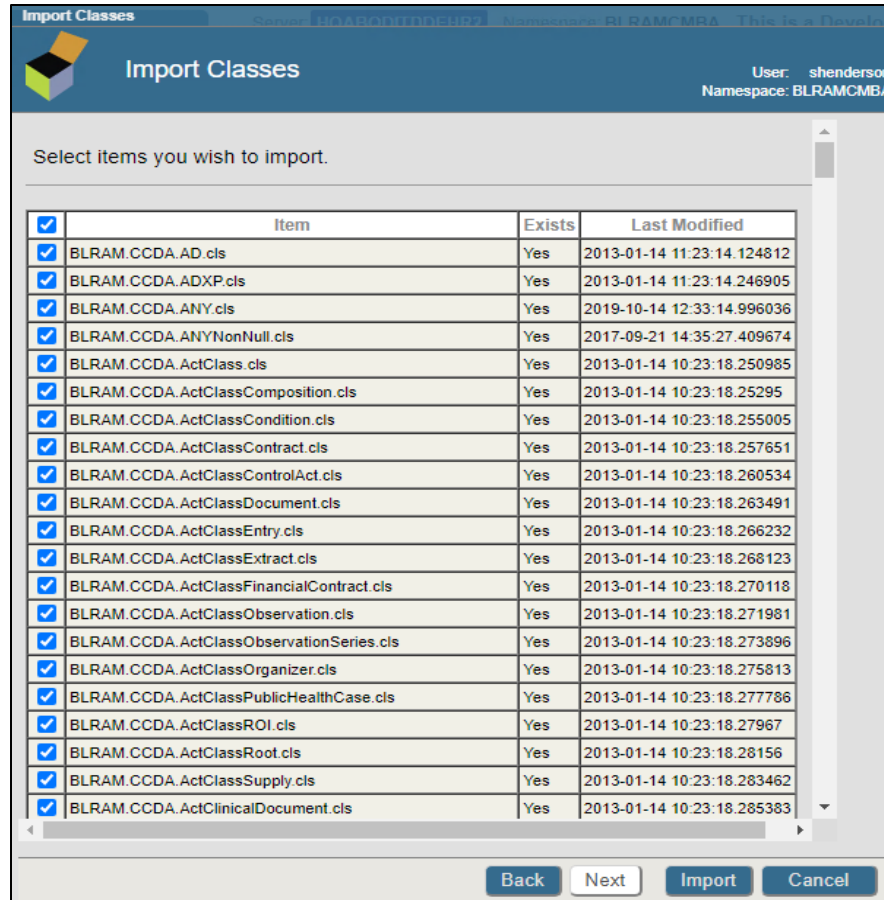 Import Classes
Server: HQABQDITDDEHR2 Namespace: BLRAMCMBA This is a Develo
Import Classes
User: shenderson
Namespace: BLRAMCMBA
Select items you wish to import.
Item Exists Last Modified
BLRAM.CCDA.AD.cls Yes 2013-01-14 11:23:14.124812
BLRAM.CCDA.ADXP.cls Yes 2013-01-14 11:23:14.246905
BLRAM.CCDA.ANY.cls Yes 2019-10-14 12:33:14.996036
BLRAM.CCDA.ANYNonNull.cls Yes 2017-09-21 14:35:27.409674
BLRAM.CCDA.ActClass.cls Yes 2013-01-14 10:23:18.250985
BLRAM.CCDA.ActClassComposition.cls Yes 2013-01-14 10:23:18.25295
BLRAM.CCDA.ActClassCondition.cls Yes 2013-01-14 10:23:18.255005
BLRAM.CCDA.ActClassContract.cls Yes 2013-01-14 10:23:18.257651
BLRAM.CCDA.ActClassControlAct.cls Yes 2013-01-14 10:23:18.260534
BLRAM.CCDA.ActClassDocument.cls Yes 2013-01-14 10:23:18.263491
BLRAM.CCDA.ActClassEntry.cls Yes 2013-01-14 10:23:18.266232
BLRAM.CCDA.ActClassExtract.cls Yes 2013-01-14 10:23:18.268123
BLRAM.CCDA.ActClassFinancialContract.cls Yes 2013-01-14 10:23:18.270118
BLRAM.CCDA.ActClassObservation.cls Yes 2013-01-14 10:23:18.271981
BLRAM.CCDA.ActClassObservationSeries.cls Yes 2013-01-14 10:23:18.273896
BLRAM.CCDA.ActClassOrganizer.cls Yes 2013-01-14 10:23:18.275813
BLRAM.CCDA.ActClassPublicHealthCase.cls Yes 2013-01-14 10:23:18.277786
BLRAM.CCDA.ActClassROI.cls Yes 2013-01-14 10:23:18.27967
BLRAM.CCDA.ActClassRoot.cls Yes 2013-01-14 10:23:18.28156
BLRAM.CCDA.ActClassSupply.cls Yes 2013-01-14 10:23:18.283462
BLRAM.CCDA.ActClinicalDocument.cls Yes 2013-01-14 10:23:18.285383
Back Next Import Cancel